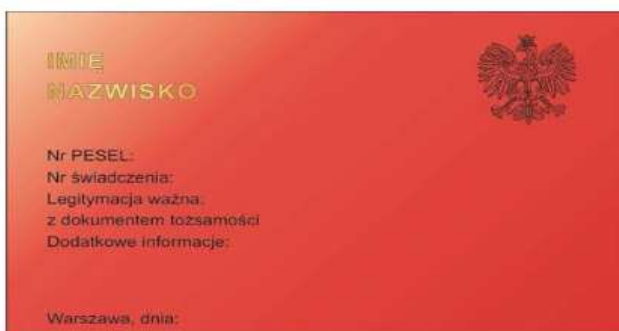 IMIĘ
NAZWISKO
Nr PESEL:
Nr świadczenia:
Legitymacja ważna:
z dokumentem tożsamości
Dodatkowe informacje:
Warszawa, dnia: